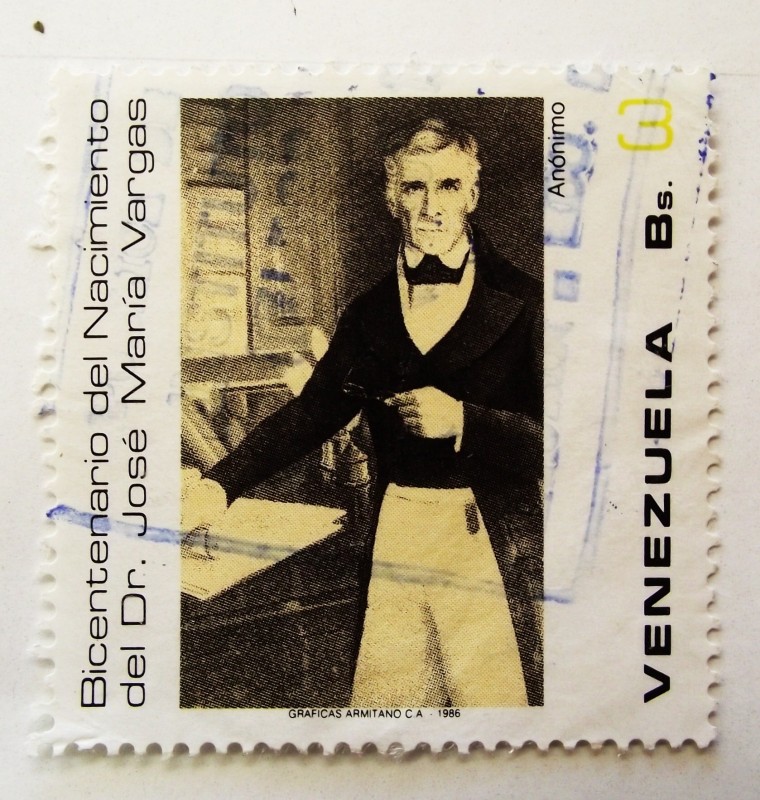 Bicentenario del Nacimiento
del Dr. José María Vargas
Anónimo
VENEZUELA Bs. 3
GRAFICAS ARMITANO C A - 1986